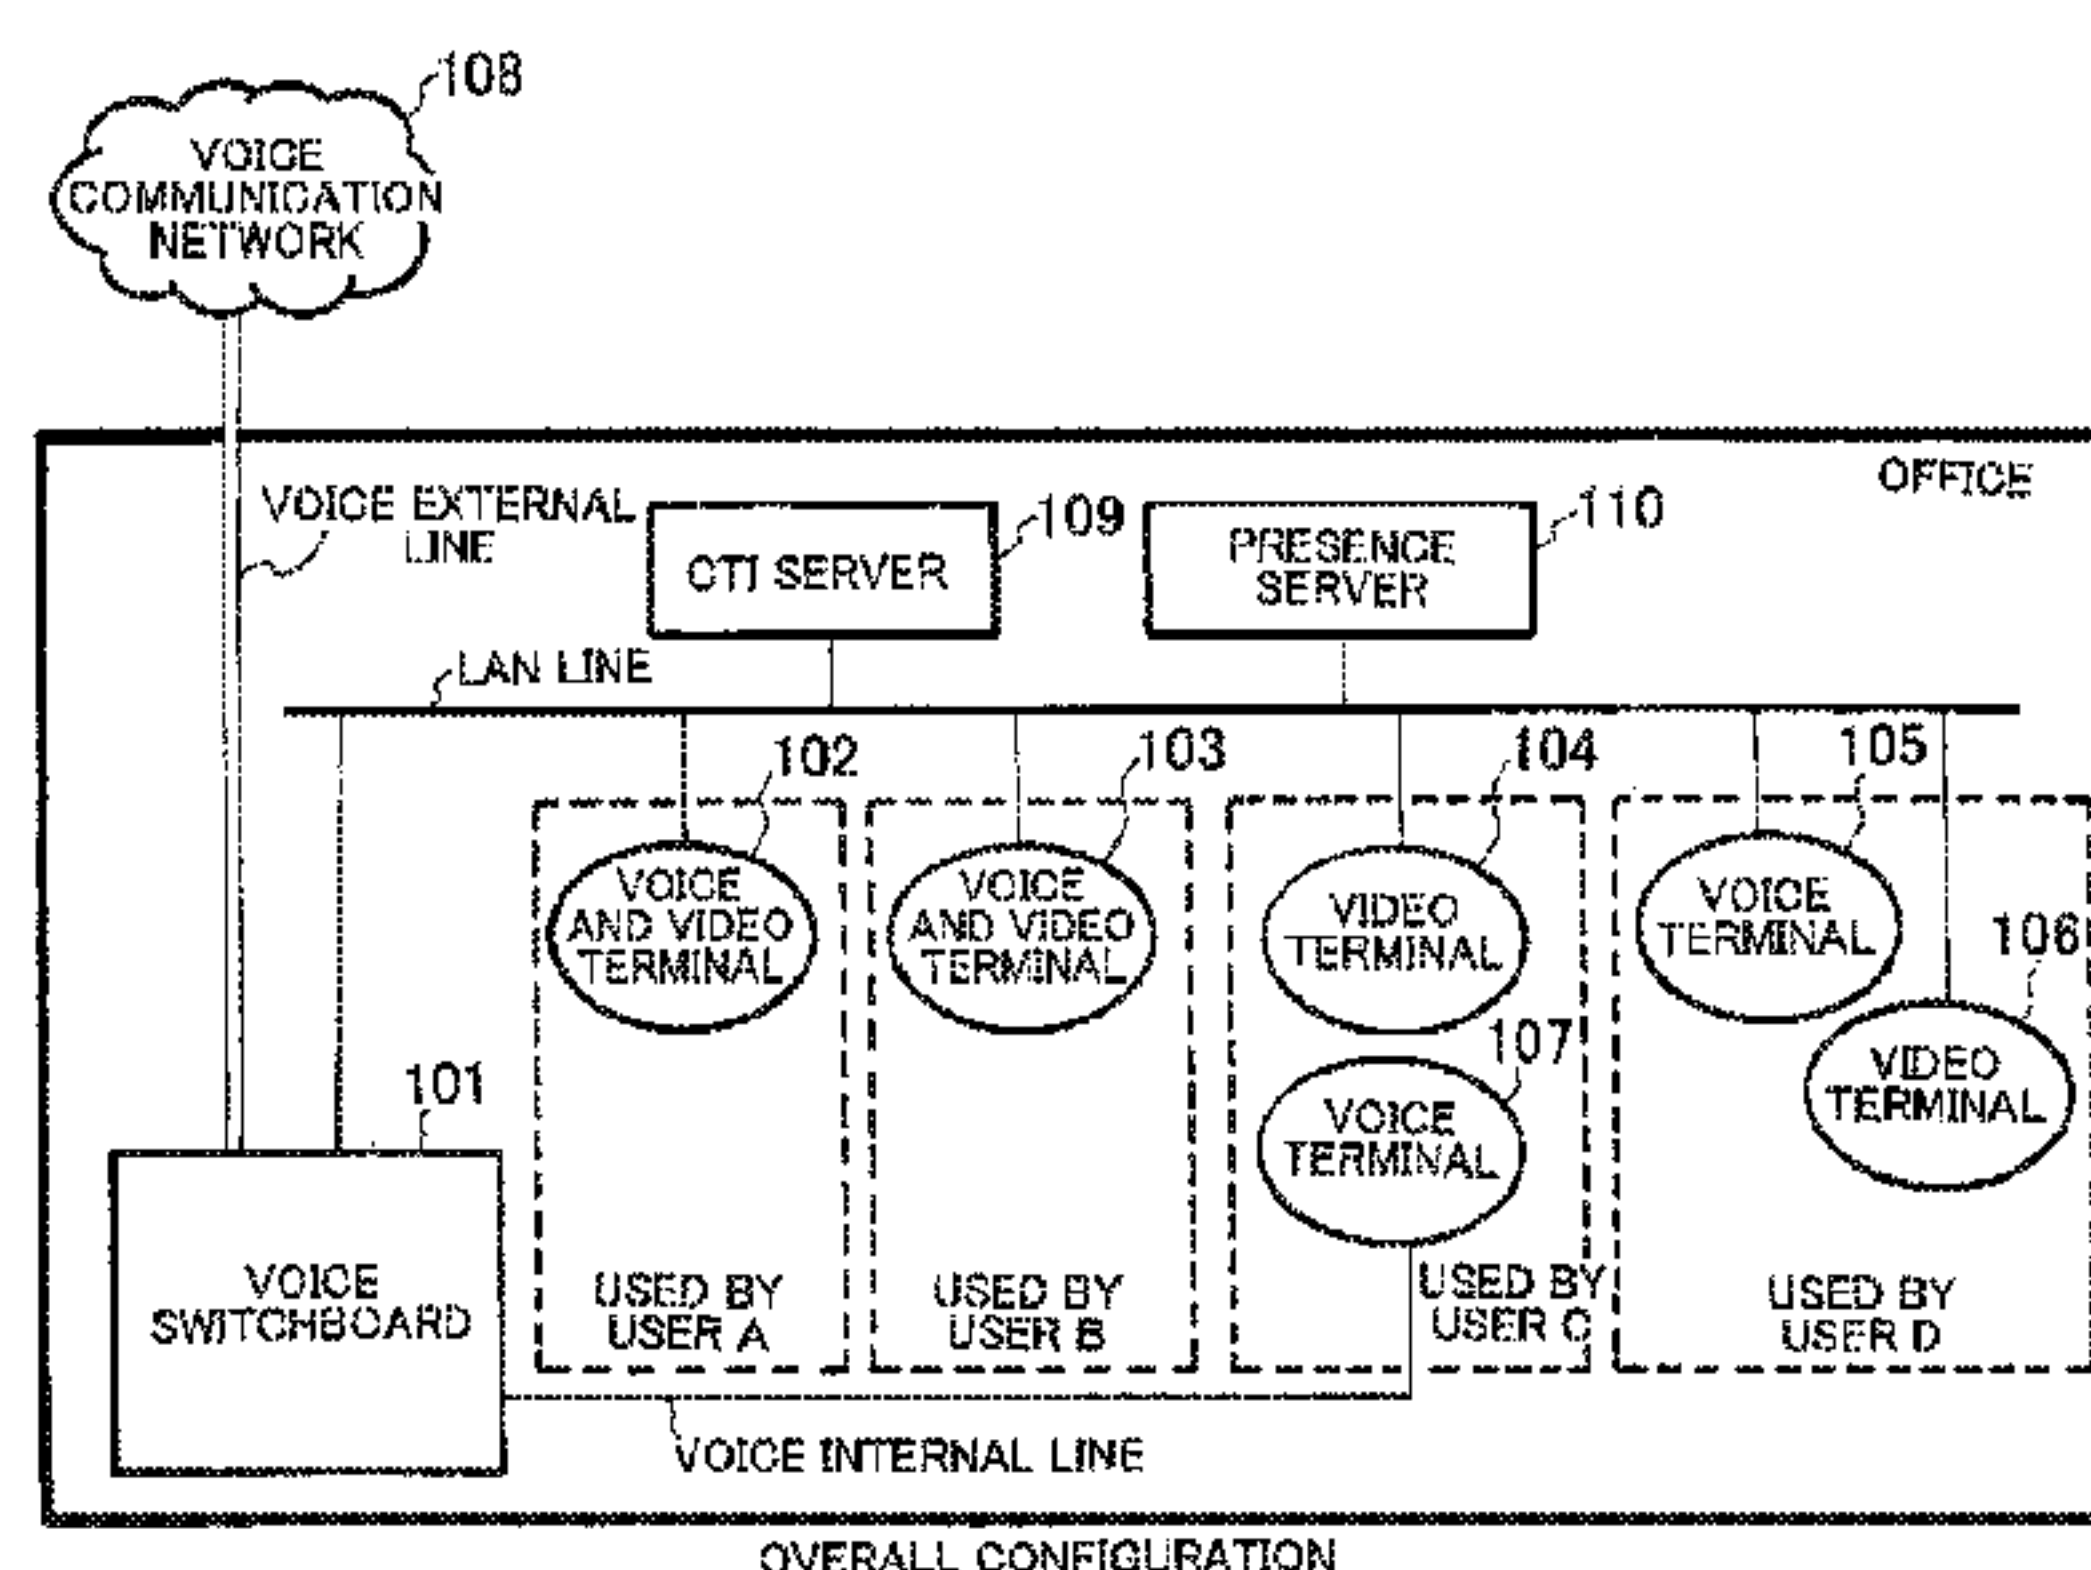 108
VOICE
COMMUNICATION
NETWORK
OFFICE
VOICE EXTERNAL
LINE
CTI SERVER
109
PRESENCE
SERVER
110
LAN LINE
102
103
104
105
VOICE
AND VIDEO
TERMINAL
VOICE
AND VIDEO
TERMINAL
VIDEO
TERMINAL
VOICE
TERMINAL
106
107
VIDEO
TERMINAL
VOICE
TERMINAL
101
VOICE
SWITCHBOARD
USED BY
USER A
USED BY
USER B
USED BY
USER C
USED BY
USER D
VOICE INTERNAL LINE
OVERALL CONFIGURATION